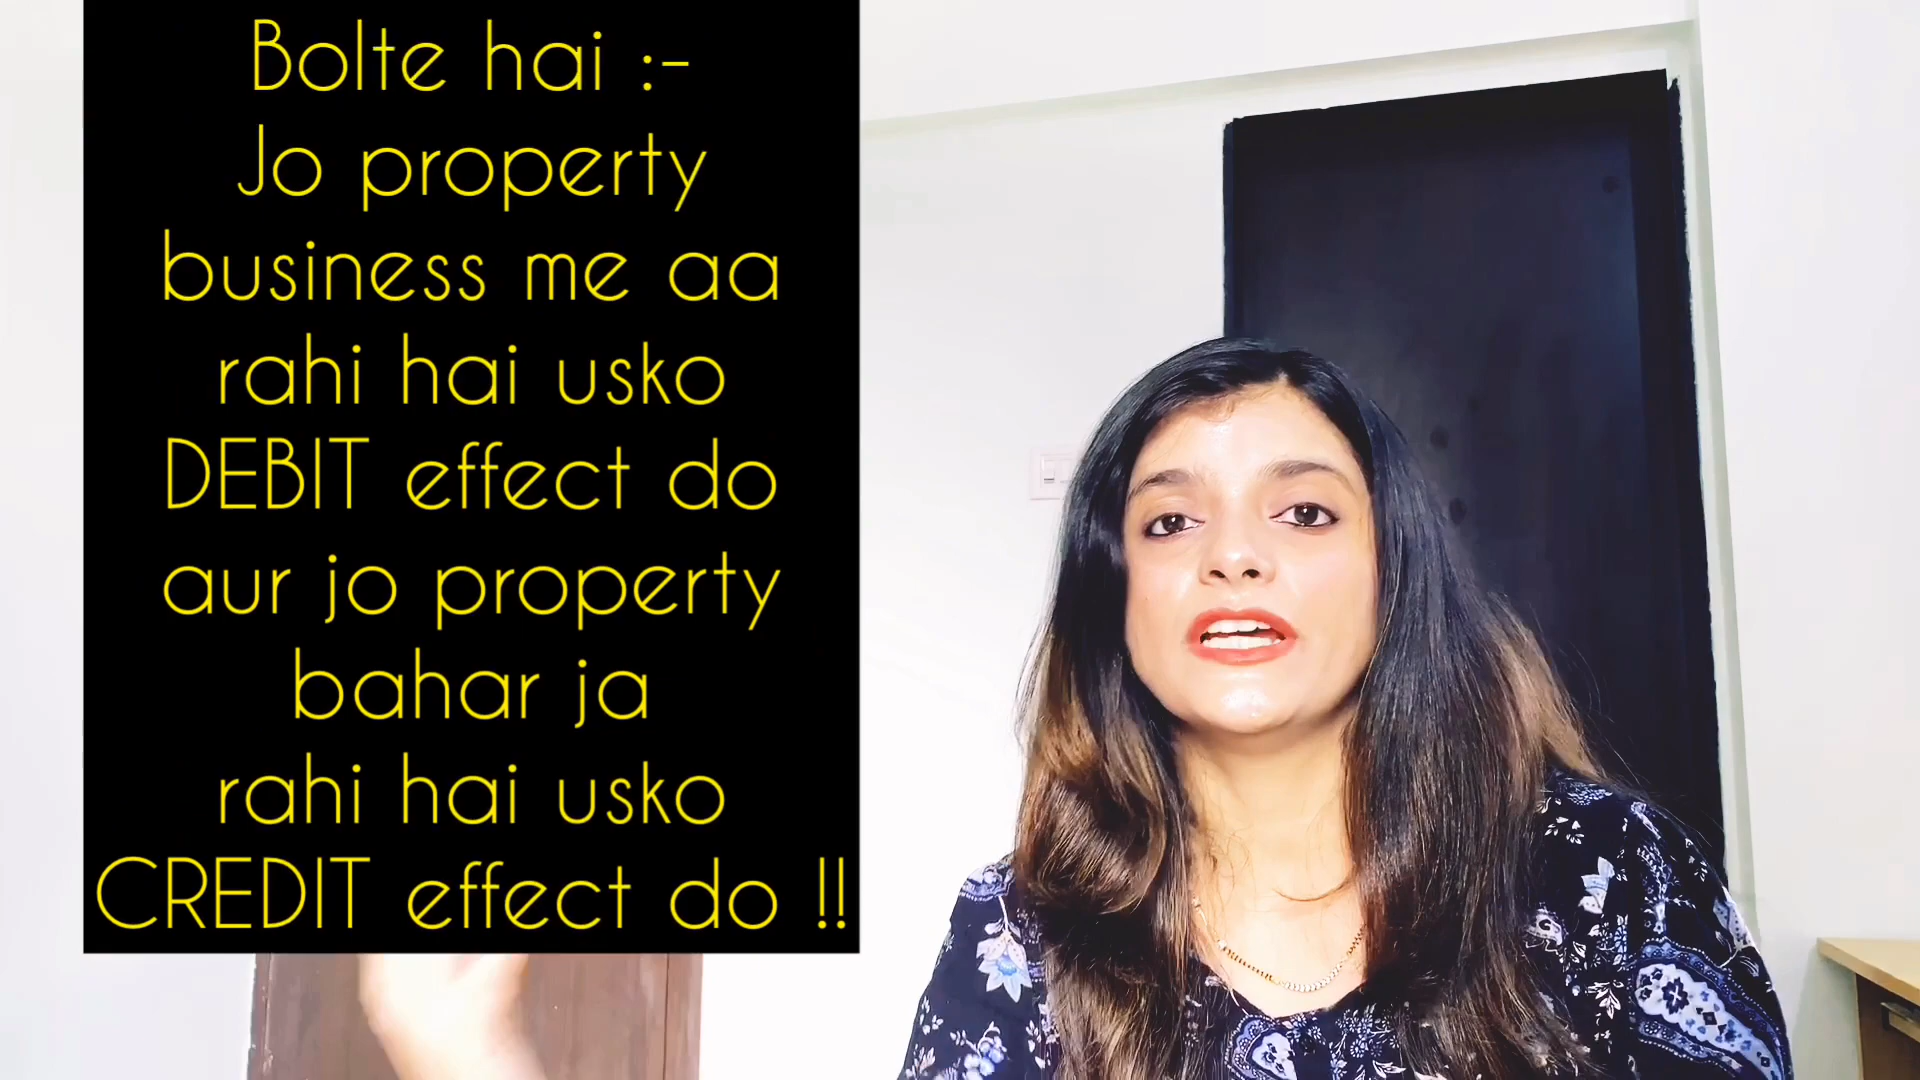 Bolte hai :-
Jo property
business me aa
rahi hai usko
DEBIT effect do
aur jo property
bahar ja
rahi hai usko
CREDIT effect do !!